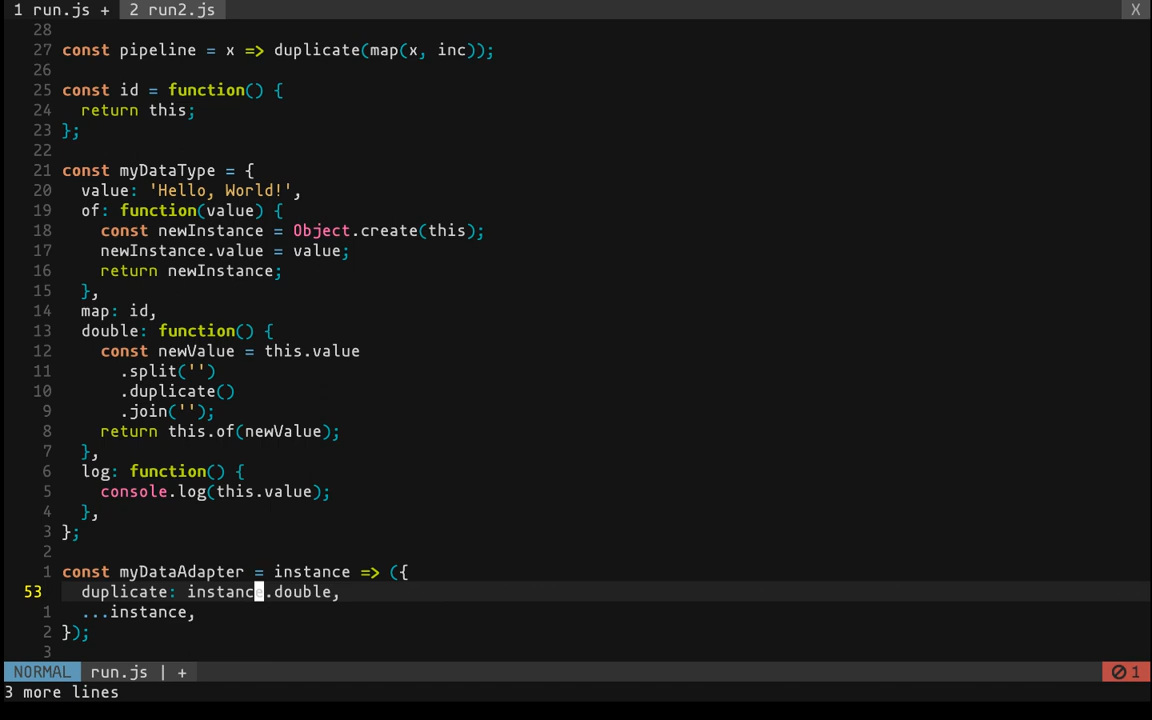 1 run.js + 2 run2.js X
28
27 const pipeline = x => duplicate(map(x, inc));
26
25 const id = function() {
24   return this;
23 };
22
21 const myDataType = {
20   value: 'Hello, World!',
19   of: function(value) {
18     const newInstance = Object.create(this);
17     newInstance.value = value;
16     return newInstance;
15   },
14   map: id,
13   double: function() {
12     const newValue = this.value
11       .split('')
10       .duplicate()
9       .join('');
8     return this.of(newValue);
7   },
6   log: function() {
5     console.log(this.value);
4   },
3 };
2
1 const myDataAdapter = instance => ({
53   duplicate: instance.double,
1   ...instance,
2 });
3
NORMAL run.js | + 1
3 more lines